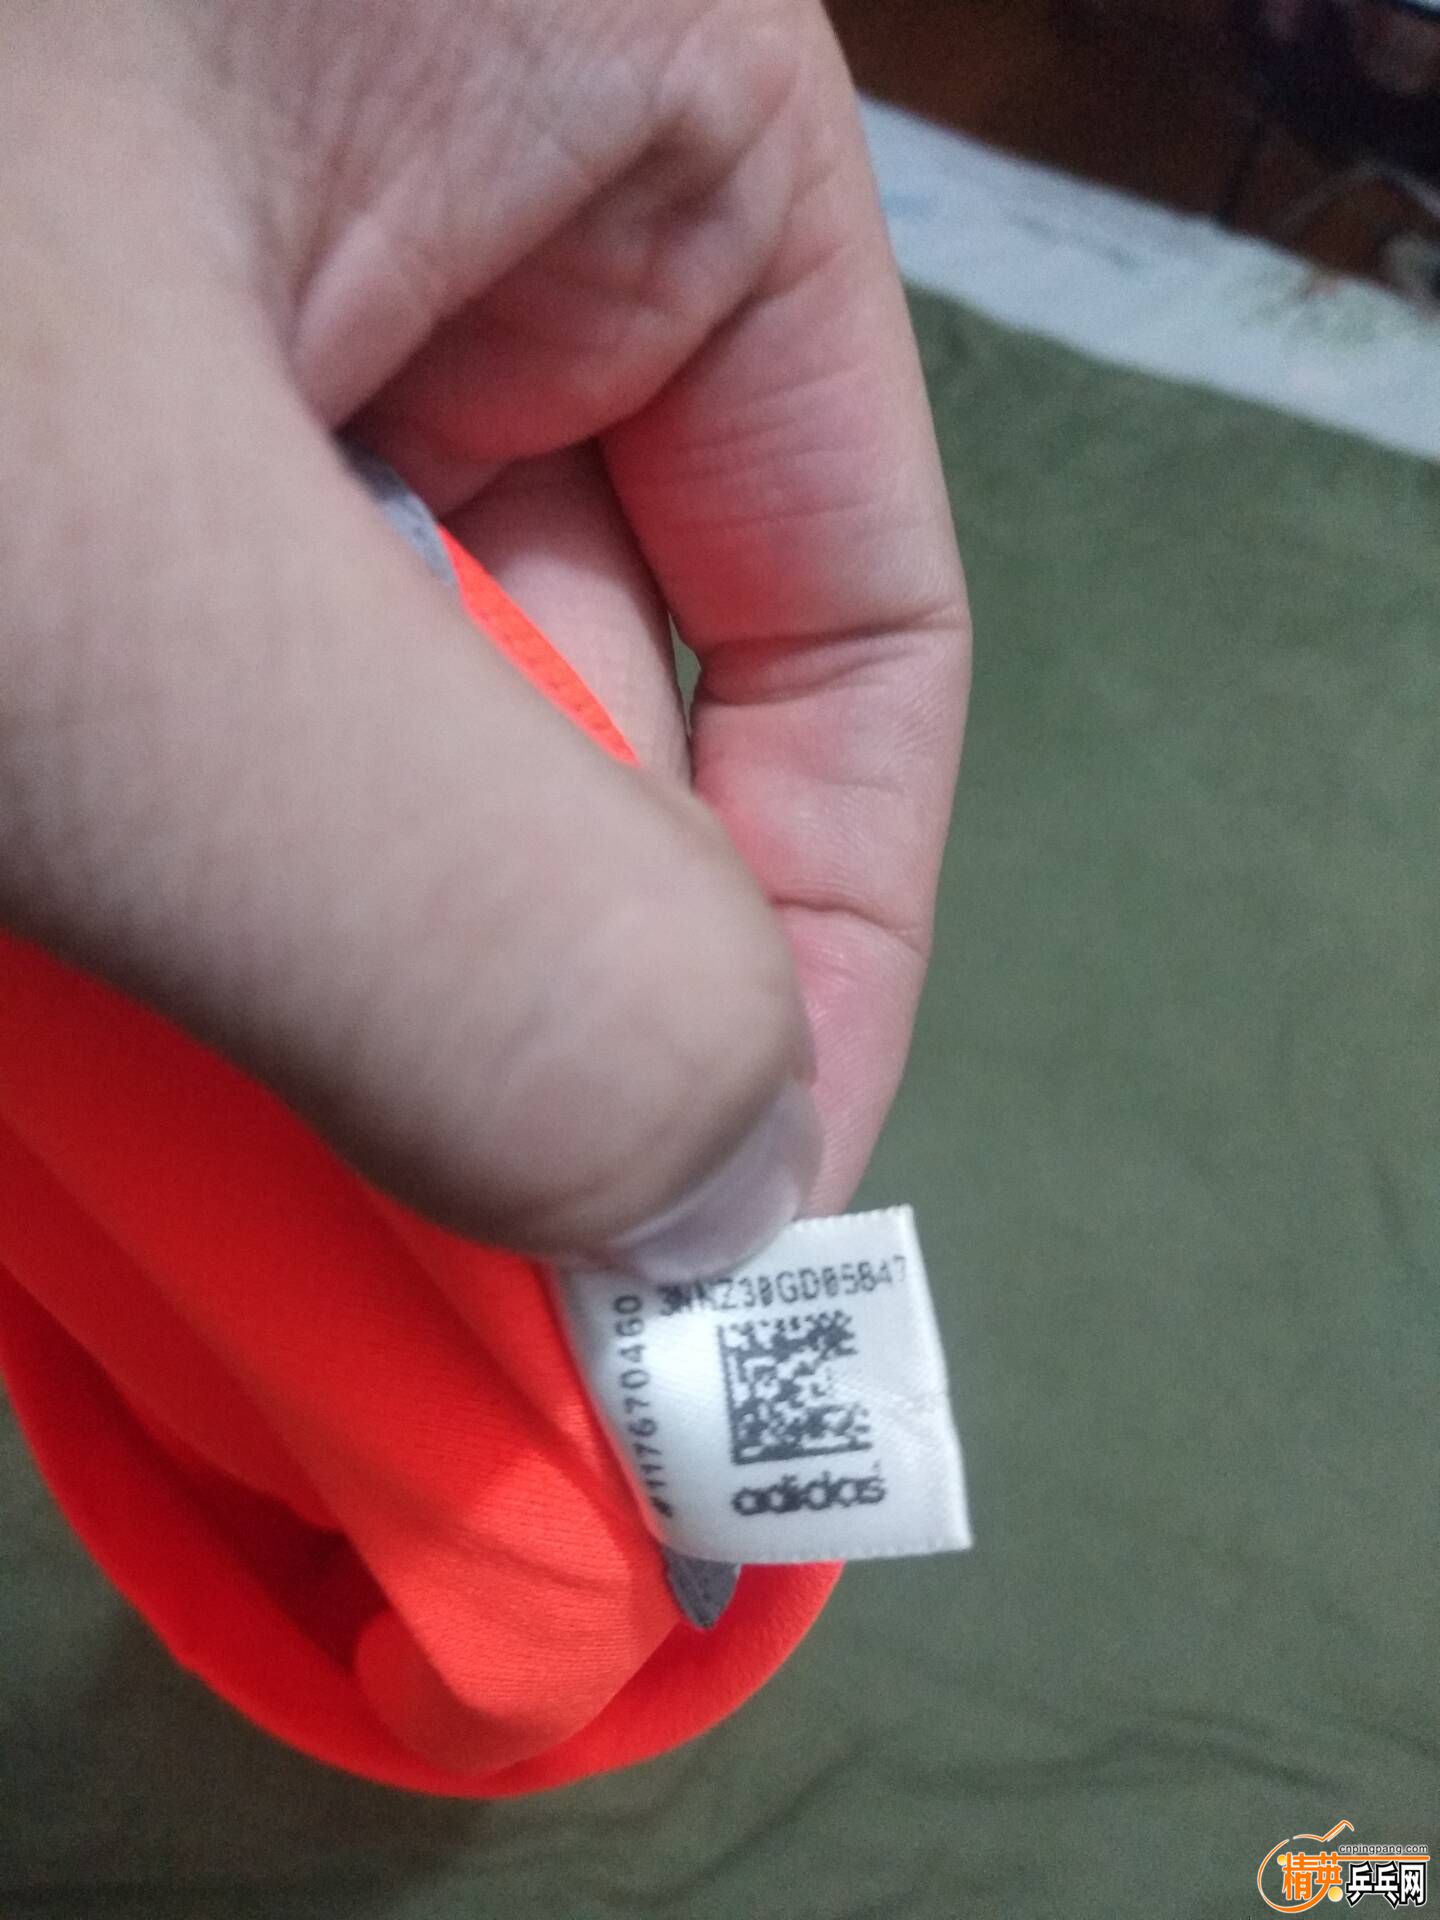 3NNZ30GD05847
#117670460
adidas
cnpingpang.com
精英
乒乓网